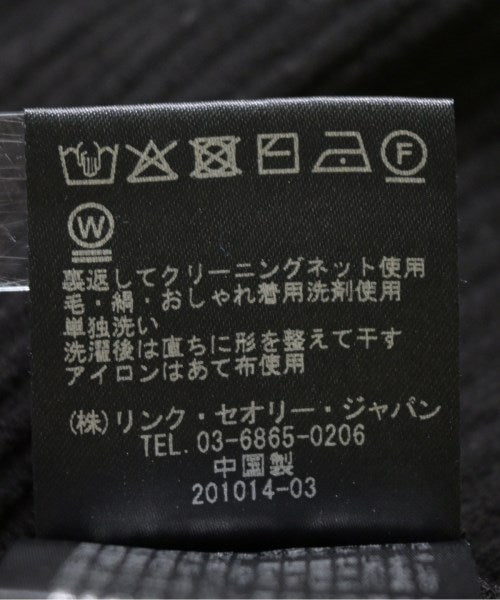 F
W
裏返してクリーニングネット使用
毛・絹・おしゃれ着用洗剤使用
単独洗い
洗濯後は直ちに形を整えて干す
アイロンはあて布使用
(株)リンク・セオリー・ジャパン
TEL. 03-6865-0206
中国製
201014-03